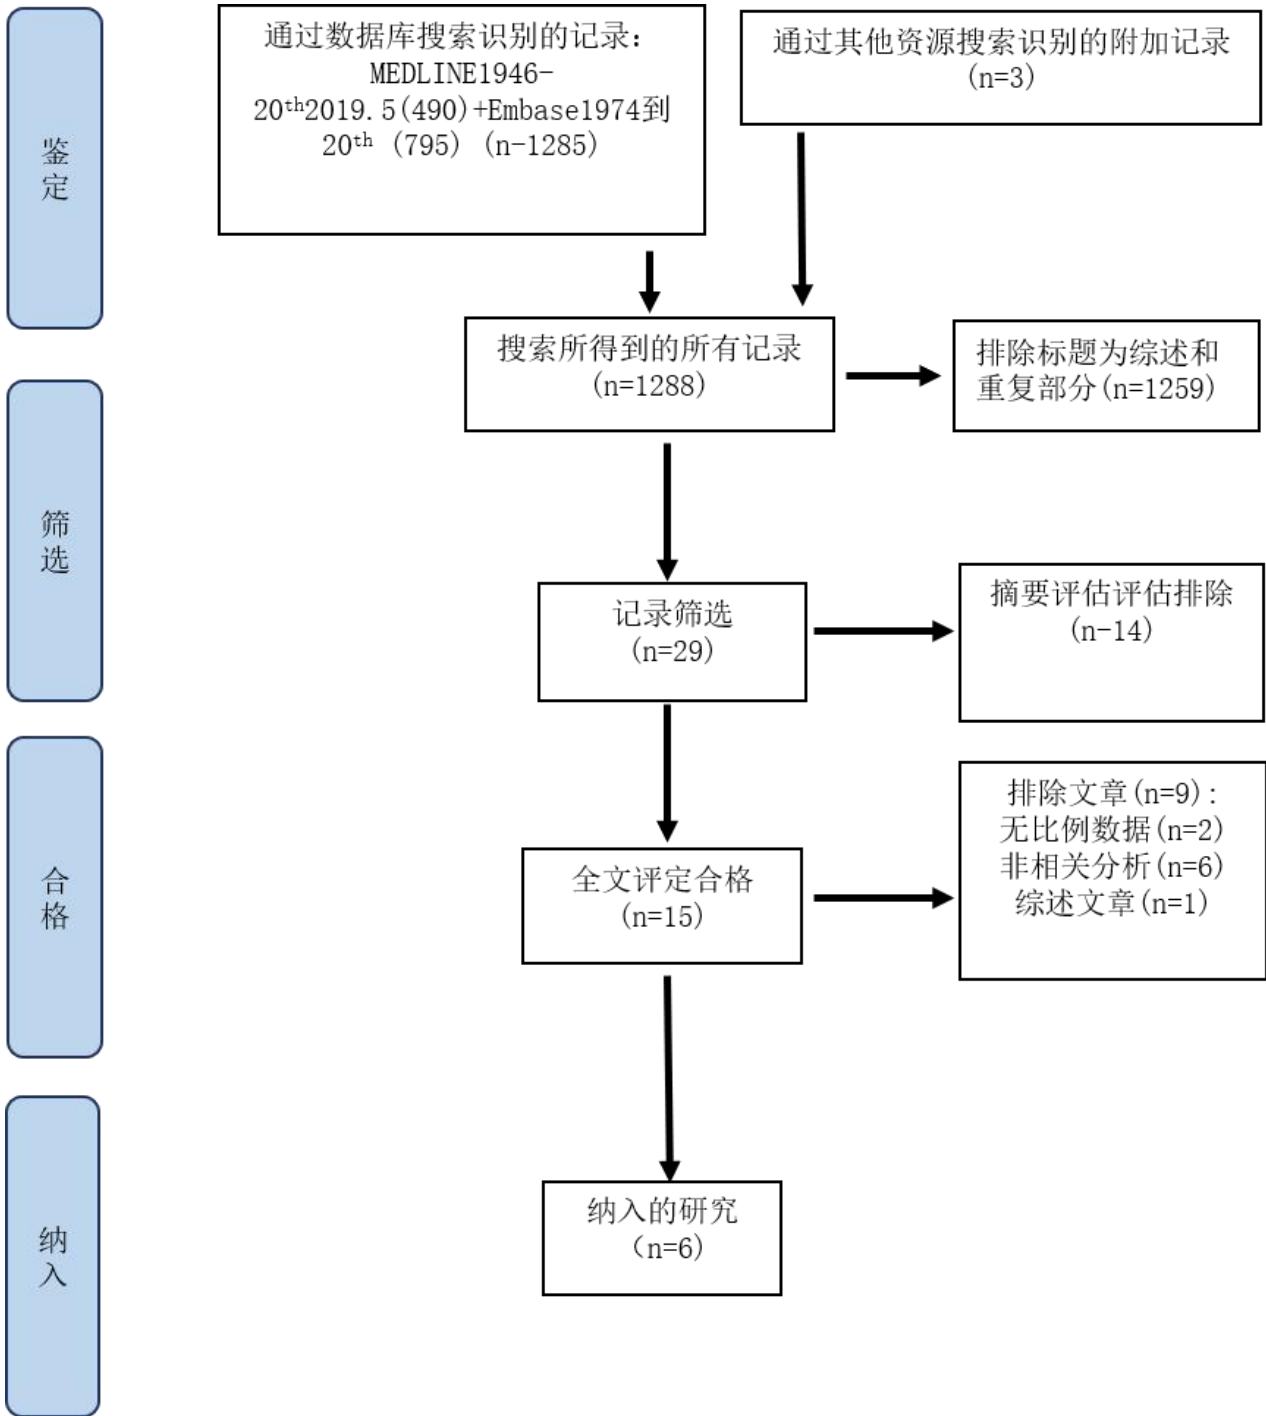 通过数据库搜索识别的记录：
MEDLINE1946-
20th2019.5(490)+Embase1974到
20th (795) (n-1285)
通过其他资源搜索识别的附加记录
(n=3)
鉴
定
搜索所得到的所有记录
(n=1288)
排除标题为综述和
重复部分(n=1259)
筛
选
记录筛选
(n=29)
摘要评估评估排除
(n-14)
合
格
全文评定合格
(n=15)
排除文章(n=9):
无比例数据(n=2)
非相关分析(n=6)
综述文章(n=1)
纳
入
纳入的研究
（n=6)